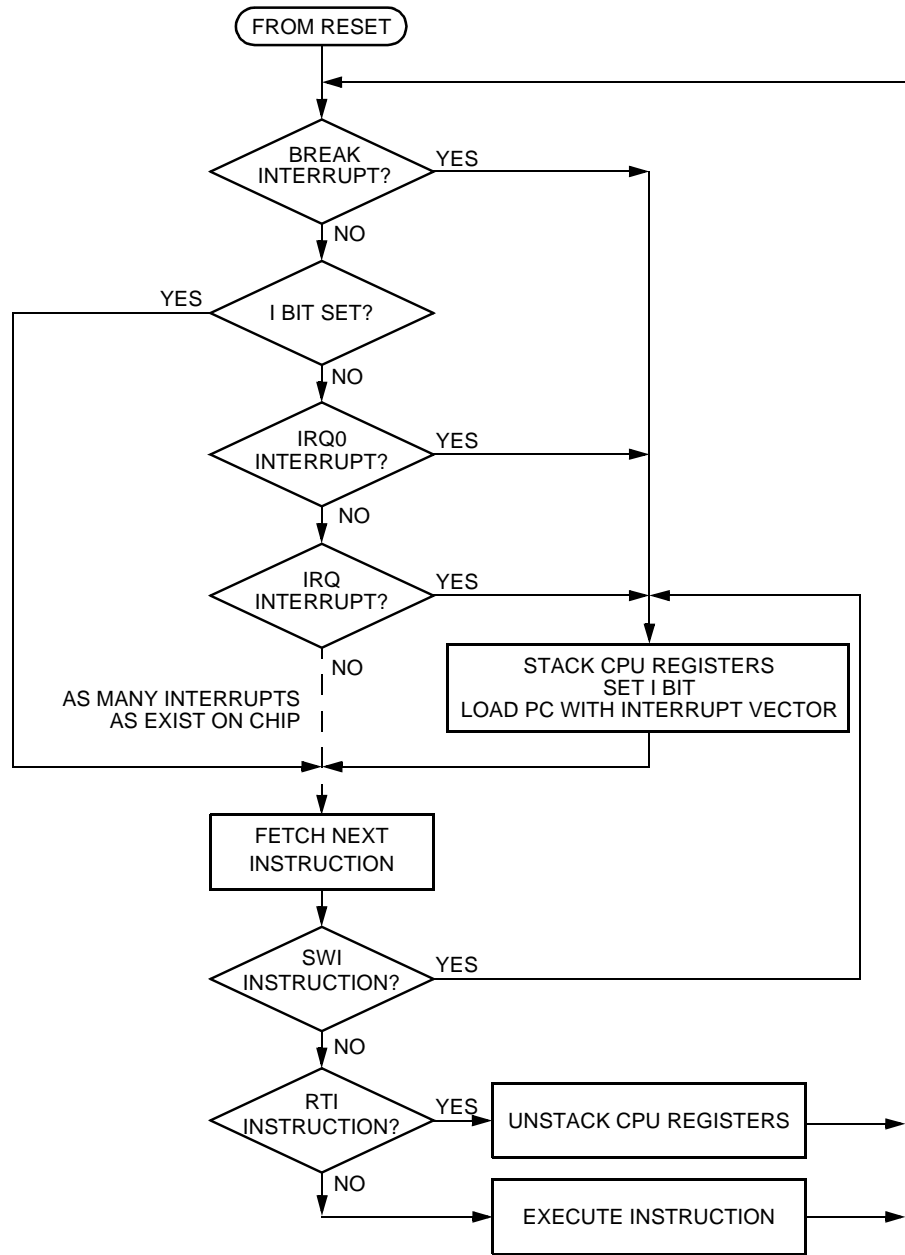 FROM RESET
BREAK
INTERRUPT?
YES
NO
YES
I BIT SET?
NO
IRQ0
INTERRUPT?
YES
NO
IRQ
INTERRUPT?
YES
NO
STACK CPU REGISTERS
SET I BIT
LOAD PC WITH INTERRUPT VECTOR
AS MANY INTERRUPTS
AS EXIST ON CHIP
FETCH NEXT
INSTRUCTION
SWI
INSTRUCTION?
YES
NO
RTI
INSTRUCTION?
YES
UNSTACK CPU REGISTERS
NO
EXECUTE INSTRUCTION